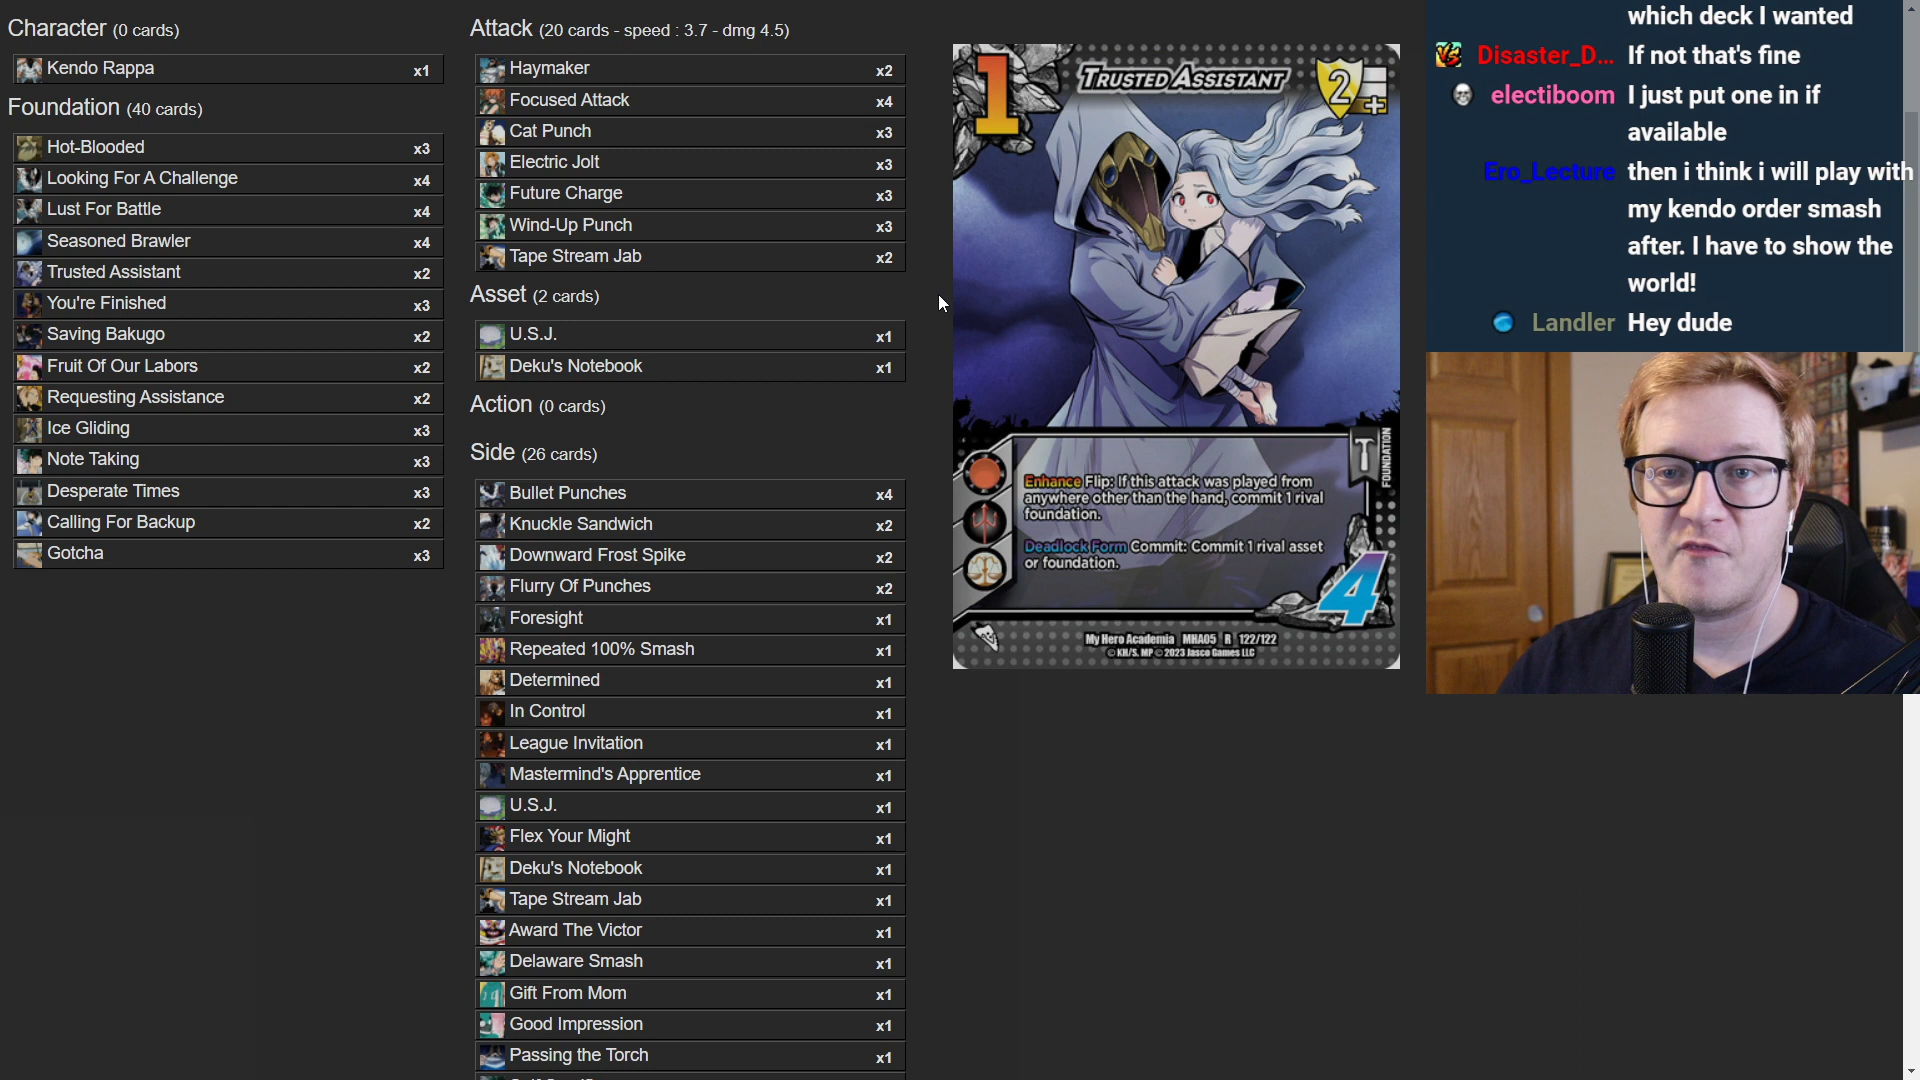 Character (0 cards)
Kendo Rappa x1
Foundation (40 cards)
Hot-Blooded x3
Looking For A Challenge x4
Lust For Battle x4
Seasoned Brawler x4
Trusted Assistant x2
You're Finished x3
Saving Bakugo x2
Fruit Of Our Labors x2
Requesting Assistance x2
Ice Gliding x3
Note Taking x3
Desperate Times x3
Calling For Backup x2
Gotcha x3
Attack (20 cards - speed : 3.7 - dmg 4.5)
Haymaker x2
Focused Attack x4
Cat Punch x3
Electric Jolt x3
Future Charge x3
Wind-Up Punch x3
Tape Stream Jab x2
Asset (2 cards)
U.S.J. x1
Deku's Notebook x1
Action (0 cards)
Side (26 cards)
Bullet Punches x4
Knuckle Sandwich x2
Downward Frost Spike x2
Flurry Of Punches x2
Foresight x1
Repeated 100% Smash x1
Determined x1
In Control x1
League Invitation x1
Mastermind's Apprentice x1
U.S.J. x1
Flex Your Might x1
Deku's Notebook x1
Tape Stream Jab x1
Award The Victor x1
Delaware Smash x1
Gift From Mom x1
Good Impression x1
Passing the Torch x1
1 Trusted Assistant 2 +
Foundation
Enhance Flip: If this attack was played from
anywhere other than the hand, commit 1 rival
foundation.
Deadlock Form Commit: Commit 1 rival asset
or foundation.
4
My Hero Academia MHA05 R 122/122
© KH/S. MP © 2023 Jasco Games LLC
which deck I wanted
Disaster_D... If not that's fine
electiboom I just put one in if
available
Ero_Lecture then i think i will play with
my kendo order smash
after. I have to show the
world!
Landler Hey dude